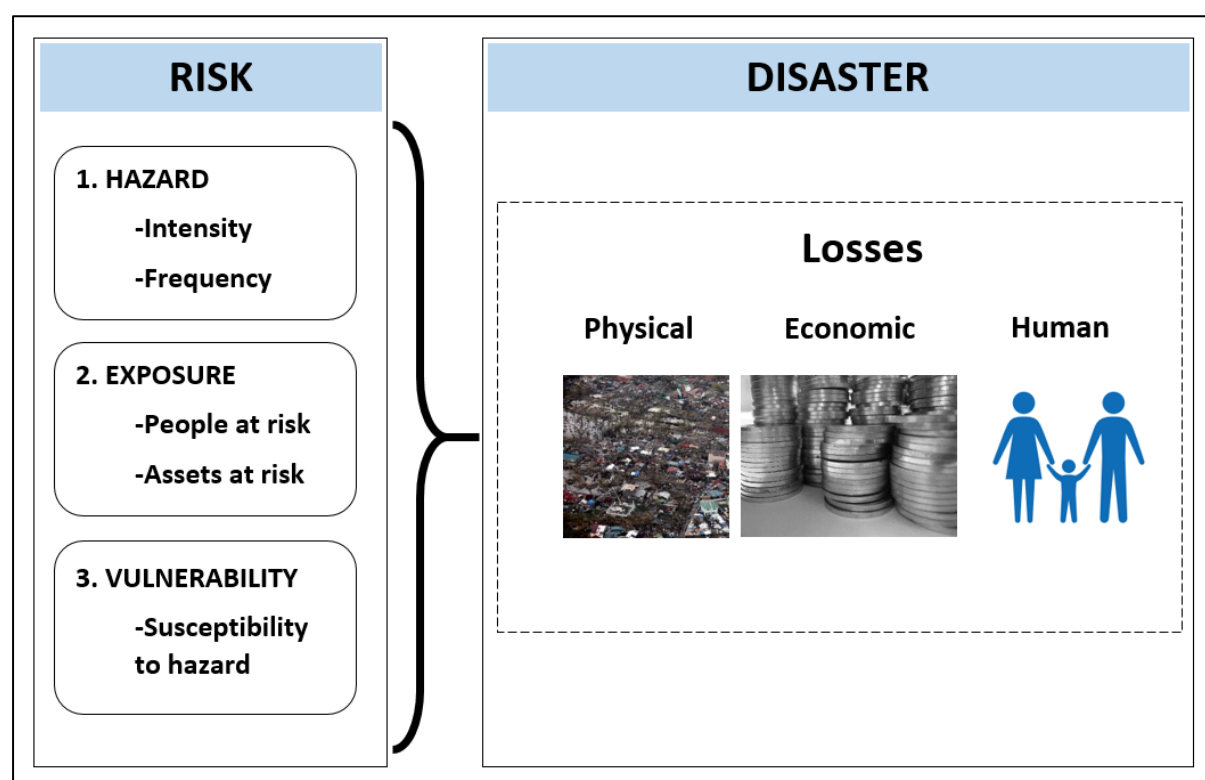 RISK
1. HAZARD
-Intensity
-Frequency
2. EXPOSURE
-People at risk
-Assets at risk
3. VULNERABILITY
-Susceptibility
to hazard
DISASTER
Losses
Physical
Economic
Human